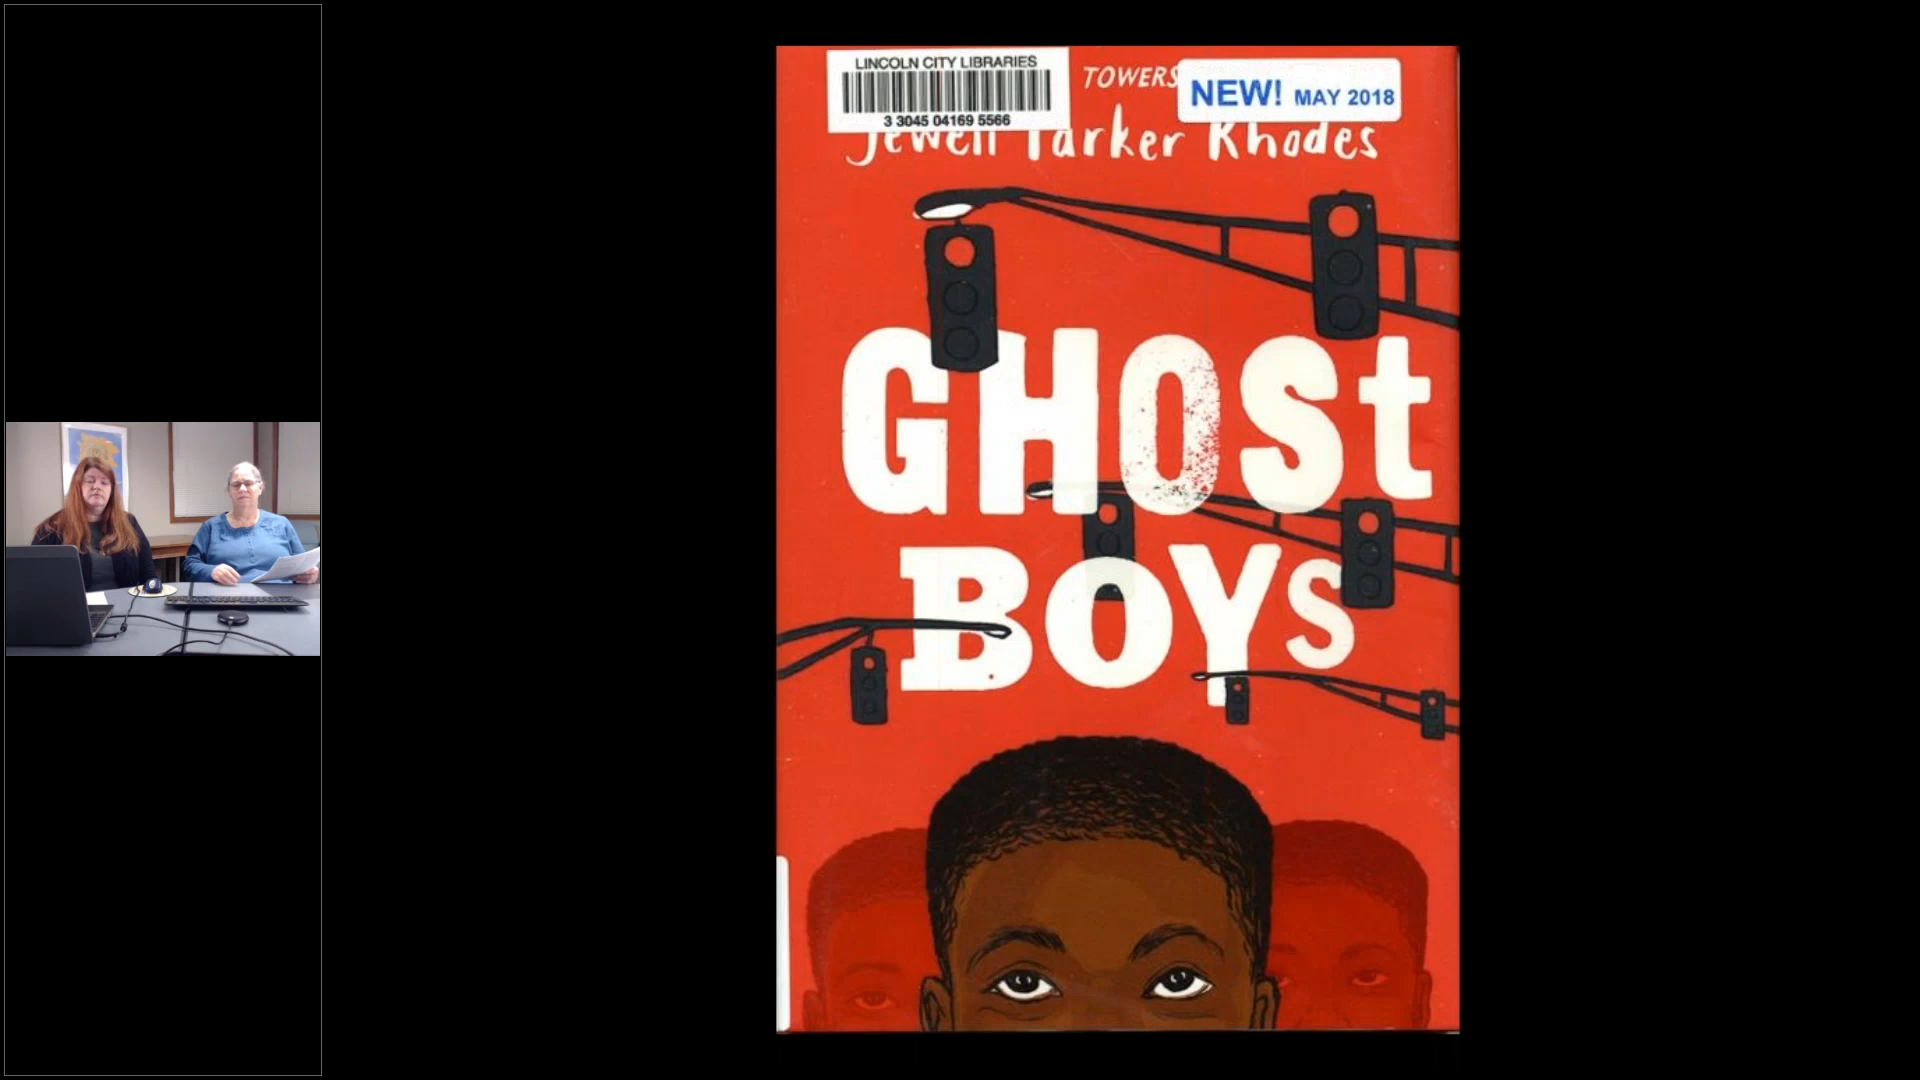 LINCOLN CITY LIBRARIES
3 3045 04169 5566
TOWERS
NEW! MAY 2018
Jewell Parker Rhodes
GHOSt
BOYS